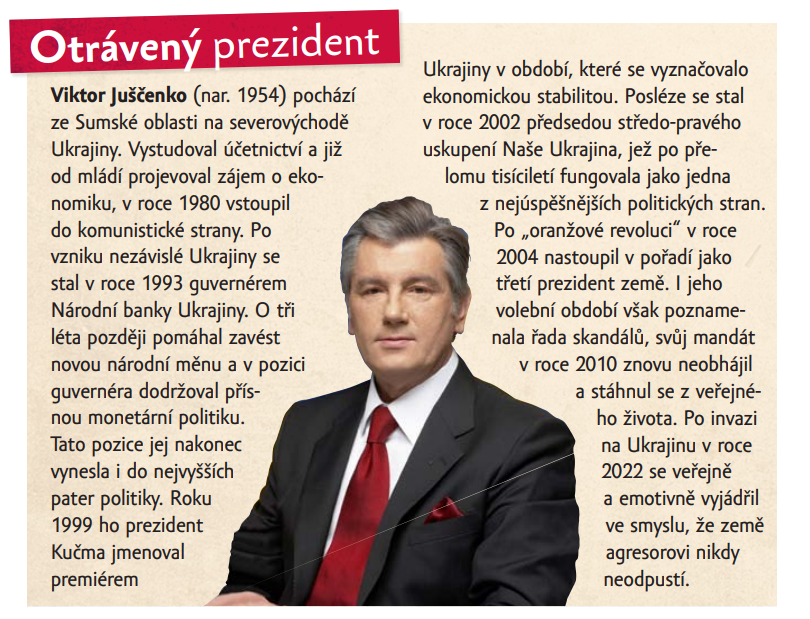 Otrávený prezident
Viktor Juščenko (nar. 1954) pochází
ze Sumské oblasti na severovýchodě
Ukrajiny. Vystudoval účetnictví a již
od mládí projevoval zájem o eko-
nomiku, v roce 1980 vstoupil
do komunistické strany. Po
vzniku nezávislé Ukrajiny se
stal v roce 1993 guvernérem
Národní banky Ukrajiny. O tři
léta později pomáhal zavést
novou národní měnu a v pozici
guvernéra dodržoval přís-
nou monetární politiku.
Tato pozice jej nakonec
vynesla i do nejvyšších
pater politiky. Roku
1999 ho prezident
Kučma jmenoval
premiérem
Ukrajiny v období, které se vyznačovalo
ekonomickou stabilitou. Posléze se stal
v roce 2002 předsedou středo-pravého
uskupení Naše Ukrajina, jež po pře-
lomu tisíciletí fungovala jako jedna
z nejúspěšnějších politických stran.
Po „oranžové revoluci“ v roce
2004 nastoupil v pořadí jako
třetí prezident země. I jeho
volební období však pozname-
nala řada skandálů, svůj mandát
v roce 2010 znovu neobhájil
a stáhnul se z veřejné-
ho života. Po invazi
na Ukrajinu v roce
2022 se veřejně
a emotivně vyjádřil
ve smyslu, že země
agresorovi nikdy
neodpustí.